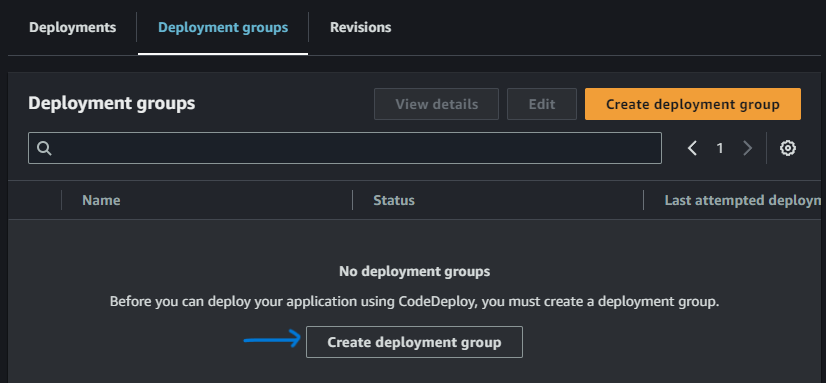 Deployments Deployment groups Revisions
Deployment groups View details Edit Create deployment group
1
Name Status Last attempted deployn
No deployment groups
Before you can deploy your application using CodeDeploy, you must create a deployment group.
Create deployment group